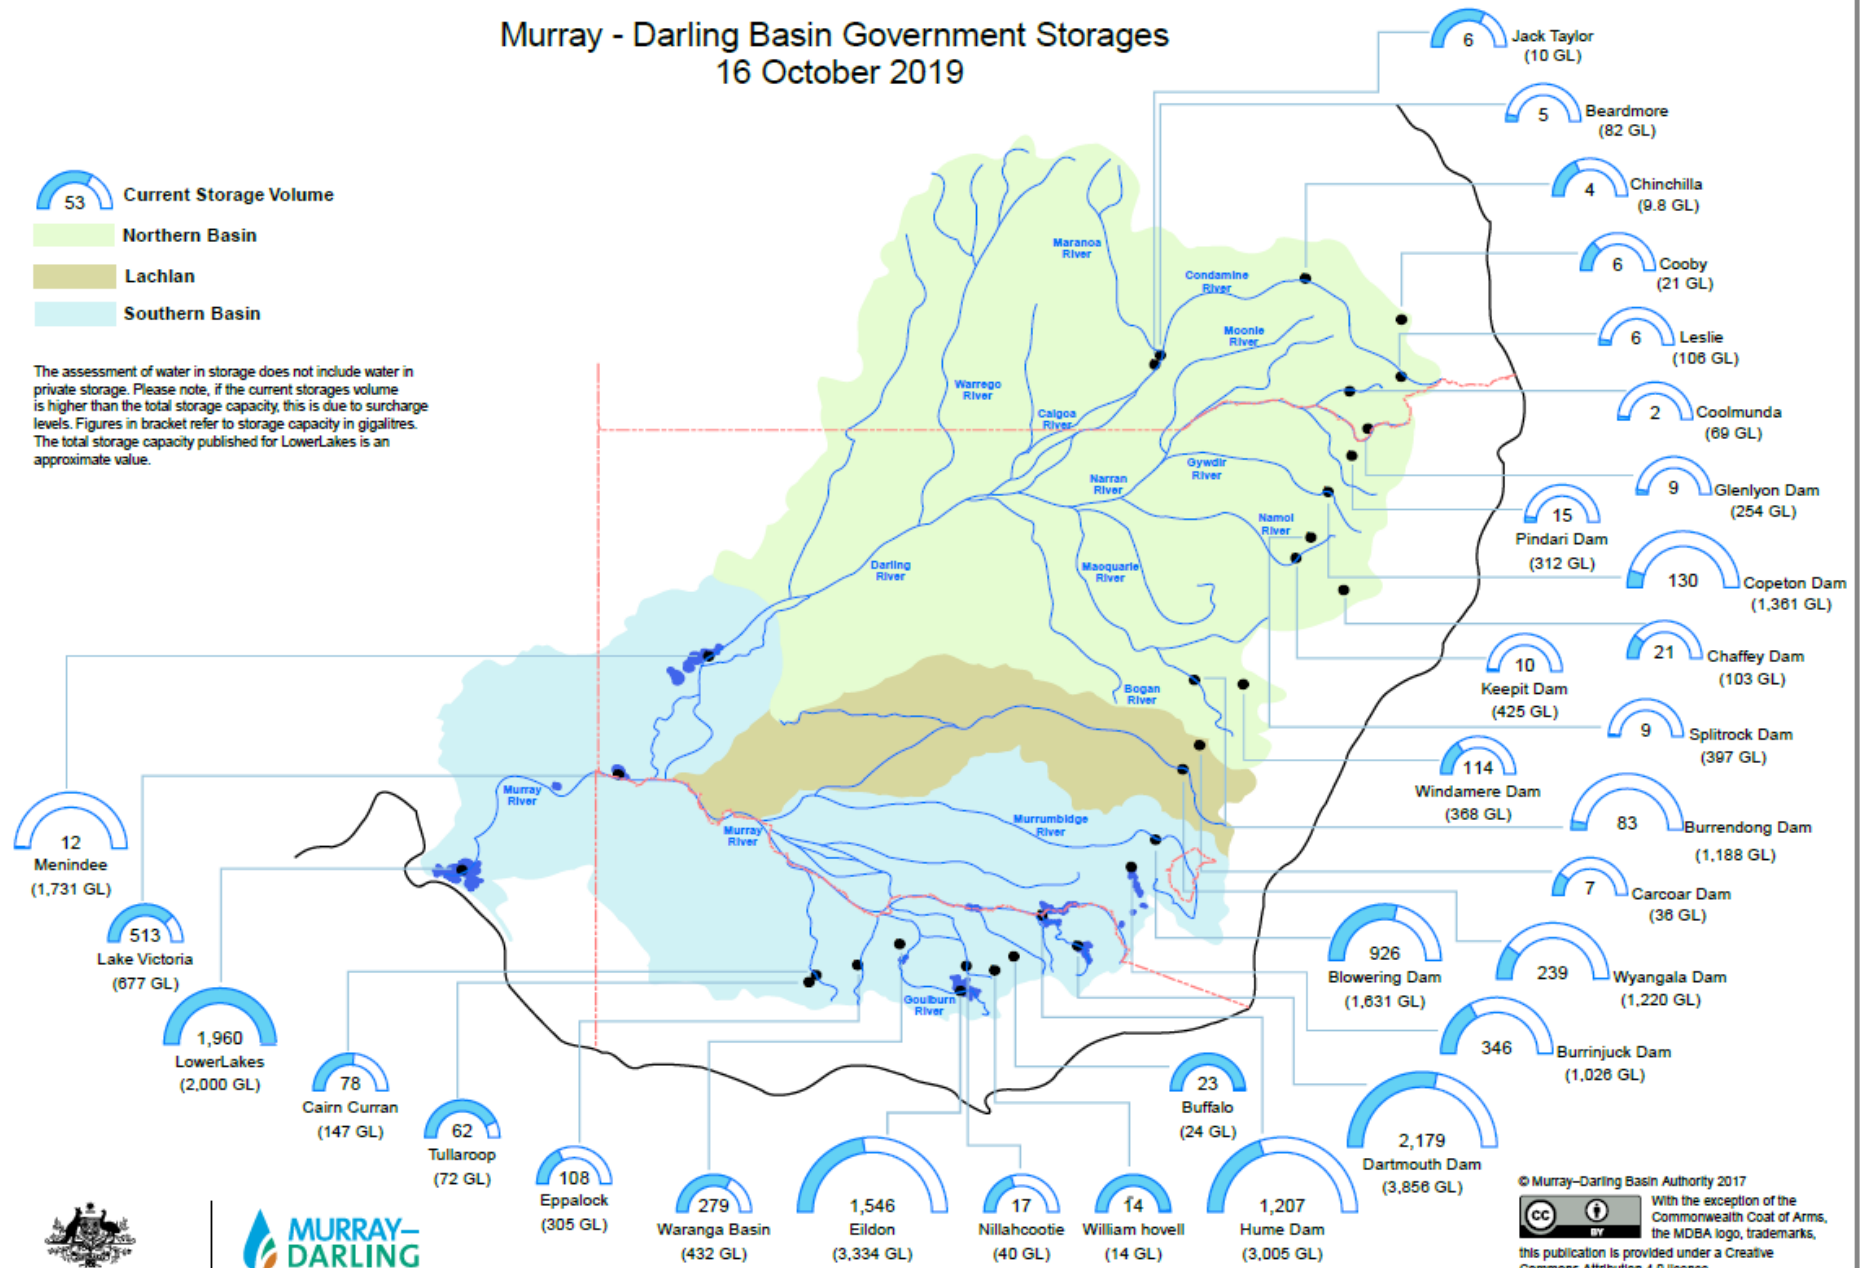 Murray - Darling Basin Government Storages
16 October 2019
53
Current Storage Volume
Northern Basin
Lachlan
Southern Basin
The assessment of water in storage does not include water in
private storage. Please note, if the current storages volume
is higher than the total storage capacity, this is due to surcharge
levels. Figures in bracket refer to storage capacity in gigalitres.
The total storage capacity published for LowerLakes is an
approximate value.
6
Jack Taylor
(10 GL)
5
Beardmore
(82 GL)
4
Chinchilla
(9.8 GL)
6
Cooby
(21 GL)
6
Leslie
(106 GL)
2
Coolmunda
(69 GL)
9
Glenlyon Dam
(254 GL)
15
Pindari Dam
(312 GL)
130
Copeton Dam
(1,361 GL)
21
Chaffey Dam
(103 GL)
10
Keepit Dam
(425 GL)
9
Splitrock Dam
(397 GL)
114
Windamere Dam
(368 GL)
83
Burrendong Dam
(1,188 GL)
7
Carcoar Dam
(36 GL)
926
Blowering Dam
(1,631 GL)
239
Wyangala Dam
(1,220 GL)
346
Burrinjuck Dam
(1,026 GL)
2,179
Dartmouth Dam
(3,856 GL)
23
Buffalo
(24 GL)
1,207
Hume Dam
(3,005 GL)
14
William hovell
(14 GL)
17
Nillahcootie
(40 GL)
1,546
Eildon
(3,334 GL)
279
Waranga Basin
(432 GL)
108
Eppalock
(305 GL)
62
Tullaroop
(72 GL)
78
Cairn Curran
(147 GL)
1,960
LowerLakes
(2,000 GL)
513
Lake Victoria
(677 GL)
12
Menindee
(1,731 GL)
Maranoa
River
Condamine
River
Moonie
River
Warrego
River
Calgoa
River
Gywdir
River
Narran
River
Namoi
River
Darling
River
Macquarie
River
Bogan
River
Murray
River
Murray
River
Murrumbidge
River
Goulburn
River
MURRAY–
DARLING
© Murray–Darling Basin Authority 2017
cc
BY
With the exception of the
Commonwealth Coat of Arms,
the MDBA logo, trademarks,
this publication is provided under a Creative
Commons Attribution 4.0 licence